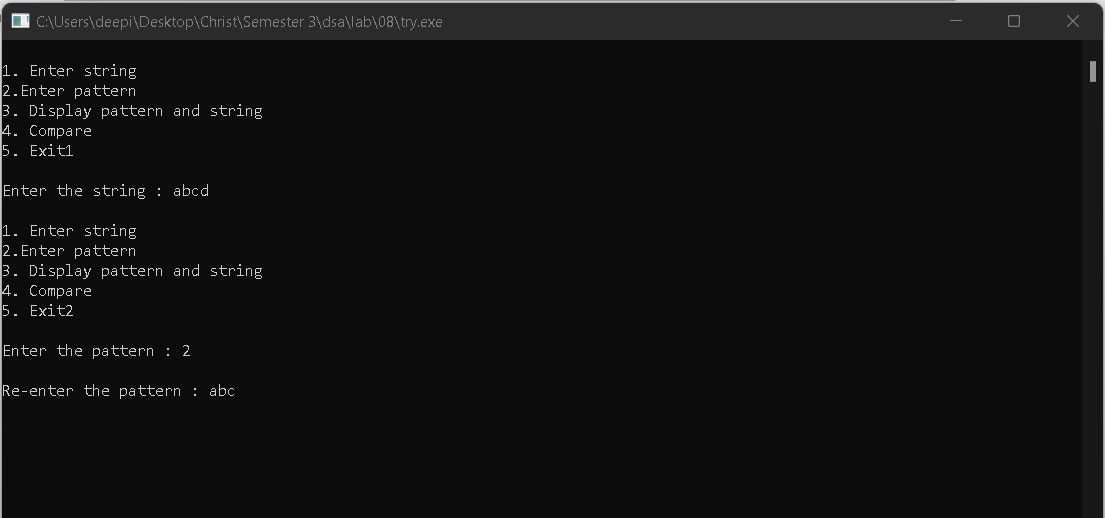 C:\Users\deepi\Desktop\Christ\Semester 3\dsa\lab\08\try.exe
1. Enter string
2.Enter pattern
3. Display pattern and string
4. Compare
5. Exit1
Enter the string : abcd
1. Enter string
2.Enter pattern
3. Display pattern and string
4. Compare
5. Exit2
Enter the pattern : 2
Re-enter the pattern : abc